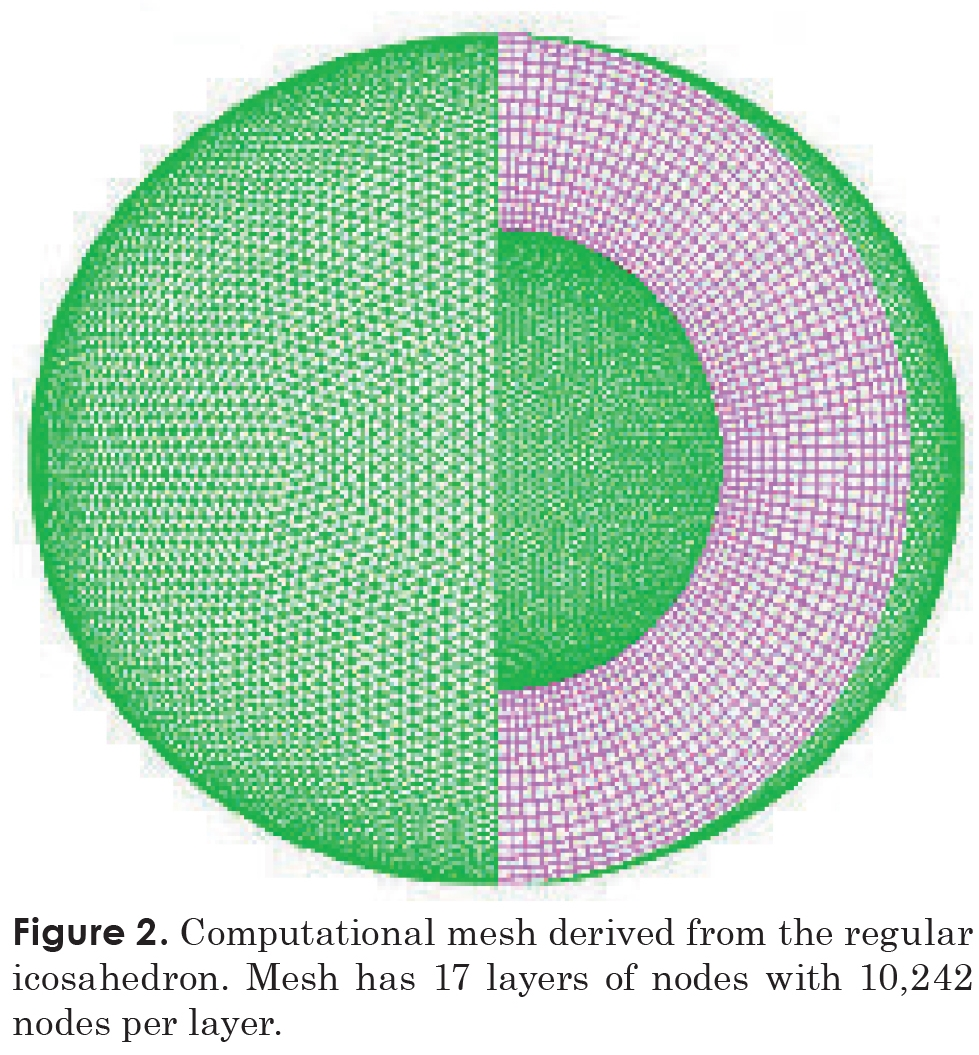 Figure 2. Computational mesh derived from the regular
icosahedron. Mesh has 17 layers of nodes with 10,242
nodes per layer.